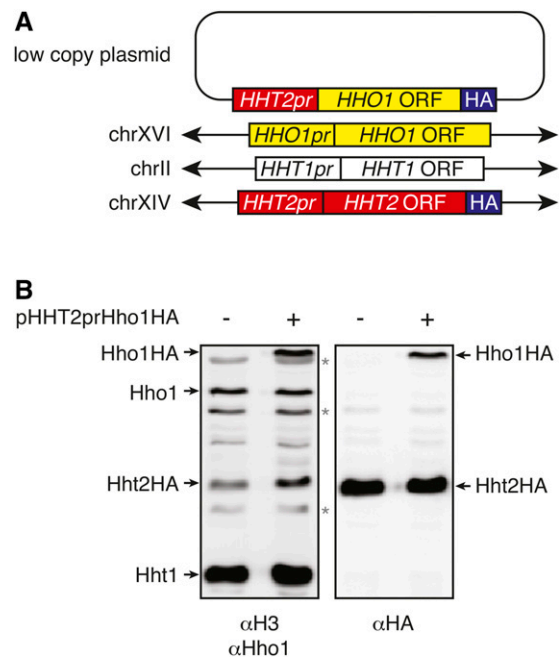 A
low copy plasmid
HHT2pr HHO1 ORF HA
chrXVI HHO1pr HHO1 ORF
chrII HHT1pr HHT1 ORF
chrXIV HHT2pr HHT2 ORF HA
B
pHHT2prHho1HA - + - +
Hho1HA Hho1HA
*
Hho1
*
Hht2HA Hht2HA
*
Hht1
αH3 αHA
αHho1